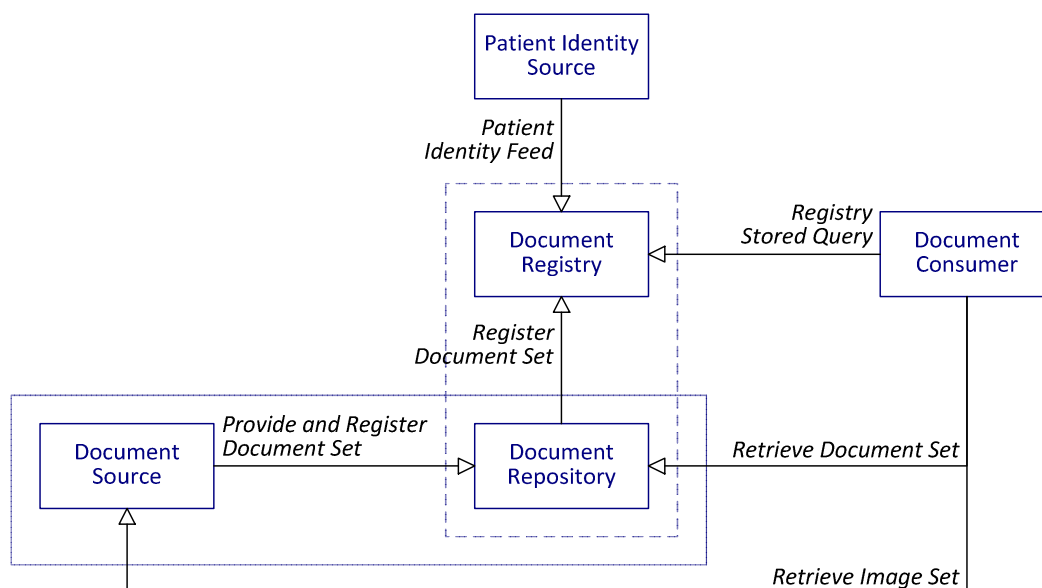 Patient Identity
Source
Patient
Identity Feed
Registry
Stored Query
Document
Registry
Document
Consumer
Register
Document Set
Provide and Register
Document Set
Document
Source
Document
Repository
Retrieve Document Set
Retrieve Image Set